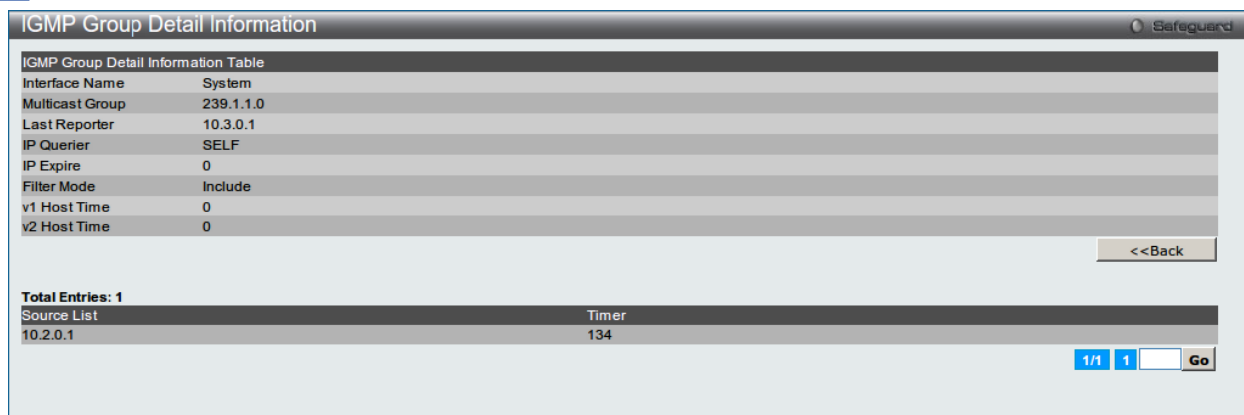 IGMP Group Detail Information
Safeguard
IGMP Group Detail Information Table
Interface Name System
Multicast Group 239.1.1.0
Last Reporter 10.3.0.1
IP Querier SELF
IP Expire 0
Filter Mode Include
v1 Host Time 0
v2 Host Time 0
<<Back
Total Entries: 1
Source List Timer
10.2.0.1 134
1/1 1 Go